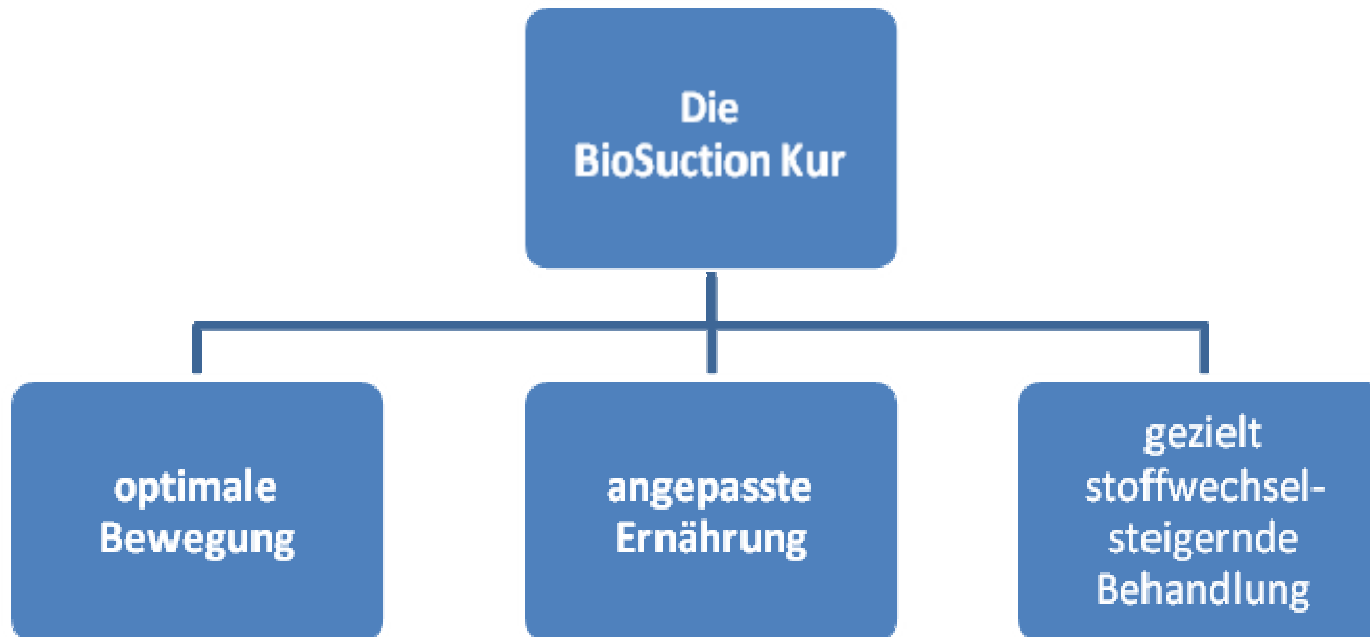 Die
BioSuction Kur
optimale
Bewegung
angepasste
Ernährung
gezielt
stoffwechsel-
steigernde
Behandlung